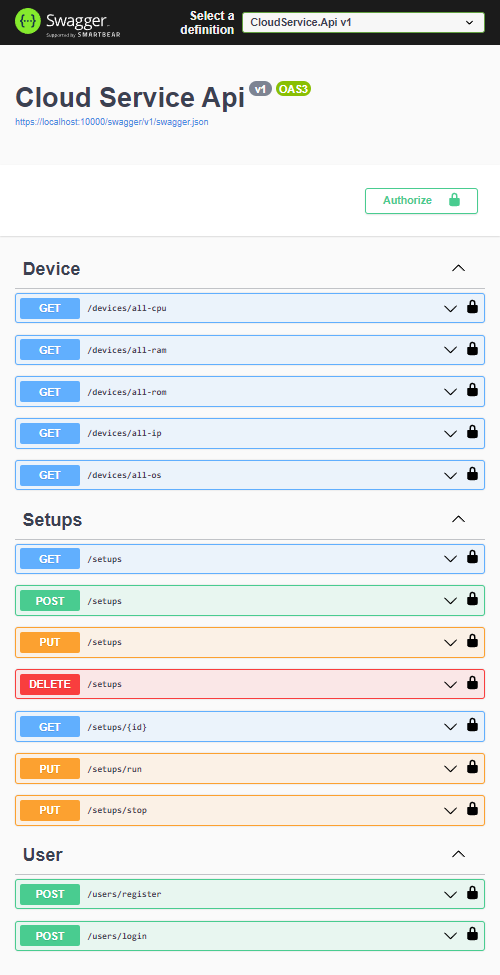 Swagger.
Supported by SMARTBEAR
Select a definition
CloudService.Api v1
Cloud Service Api v1 OAS3
https://localhost:10000/swagger/v1/swagger.json
Authorize
Device
GET /devices/all-cpu
GET /devices/all-ram
GET /devices/all-rom
GET /devices/all-ip
GET /devices/all-os
Setups
GET /setups
POST /setups
PUT /setups
DELETE /setups
GET /setups/{id}
PUT /setups/run
PUT /setups/stop
User
POST /users/register
POST /users/login